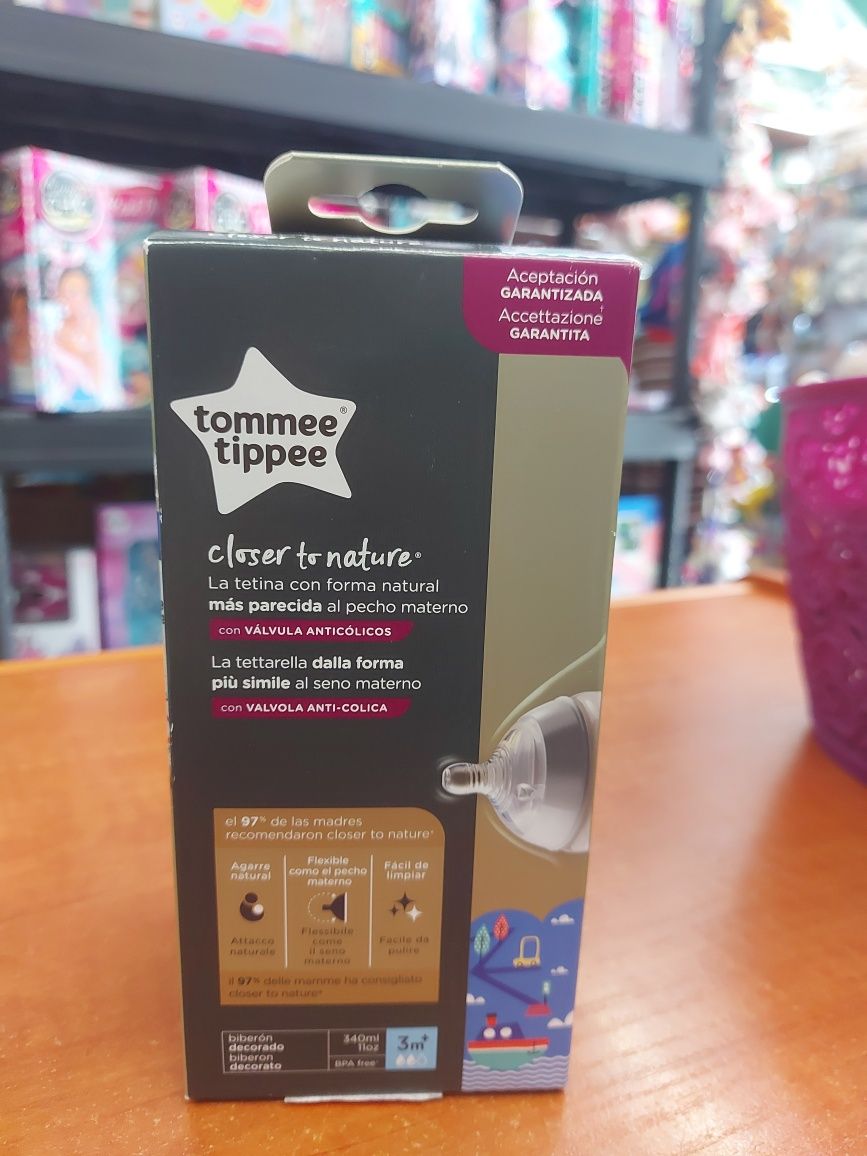 Aceptación
GARANTIZADA
Accettazione
GARANTITA
tommee®
tippee
closer to nature®
La tetina con forma natural
más parecida al pecho materno
con VÁLVULA ANTICÓLICOS
La tettarella dalla forma
più simile al seno materno
con VALVOLA ANTI-COLICA
el 97% de las madres
recomendaron closer to nature*
Agarre
natural
Attacco
naturale
Flexible
como el pecho
materno
Flessibile
come
il seno
materno
Fácil de
limpiar
Facile da
pulire
il 97% delle mamme ha consigliato
closer to nature*
biberón
decorado
biberon
decorato
340ml
11oz
BPA free*
3m+